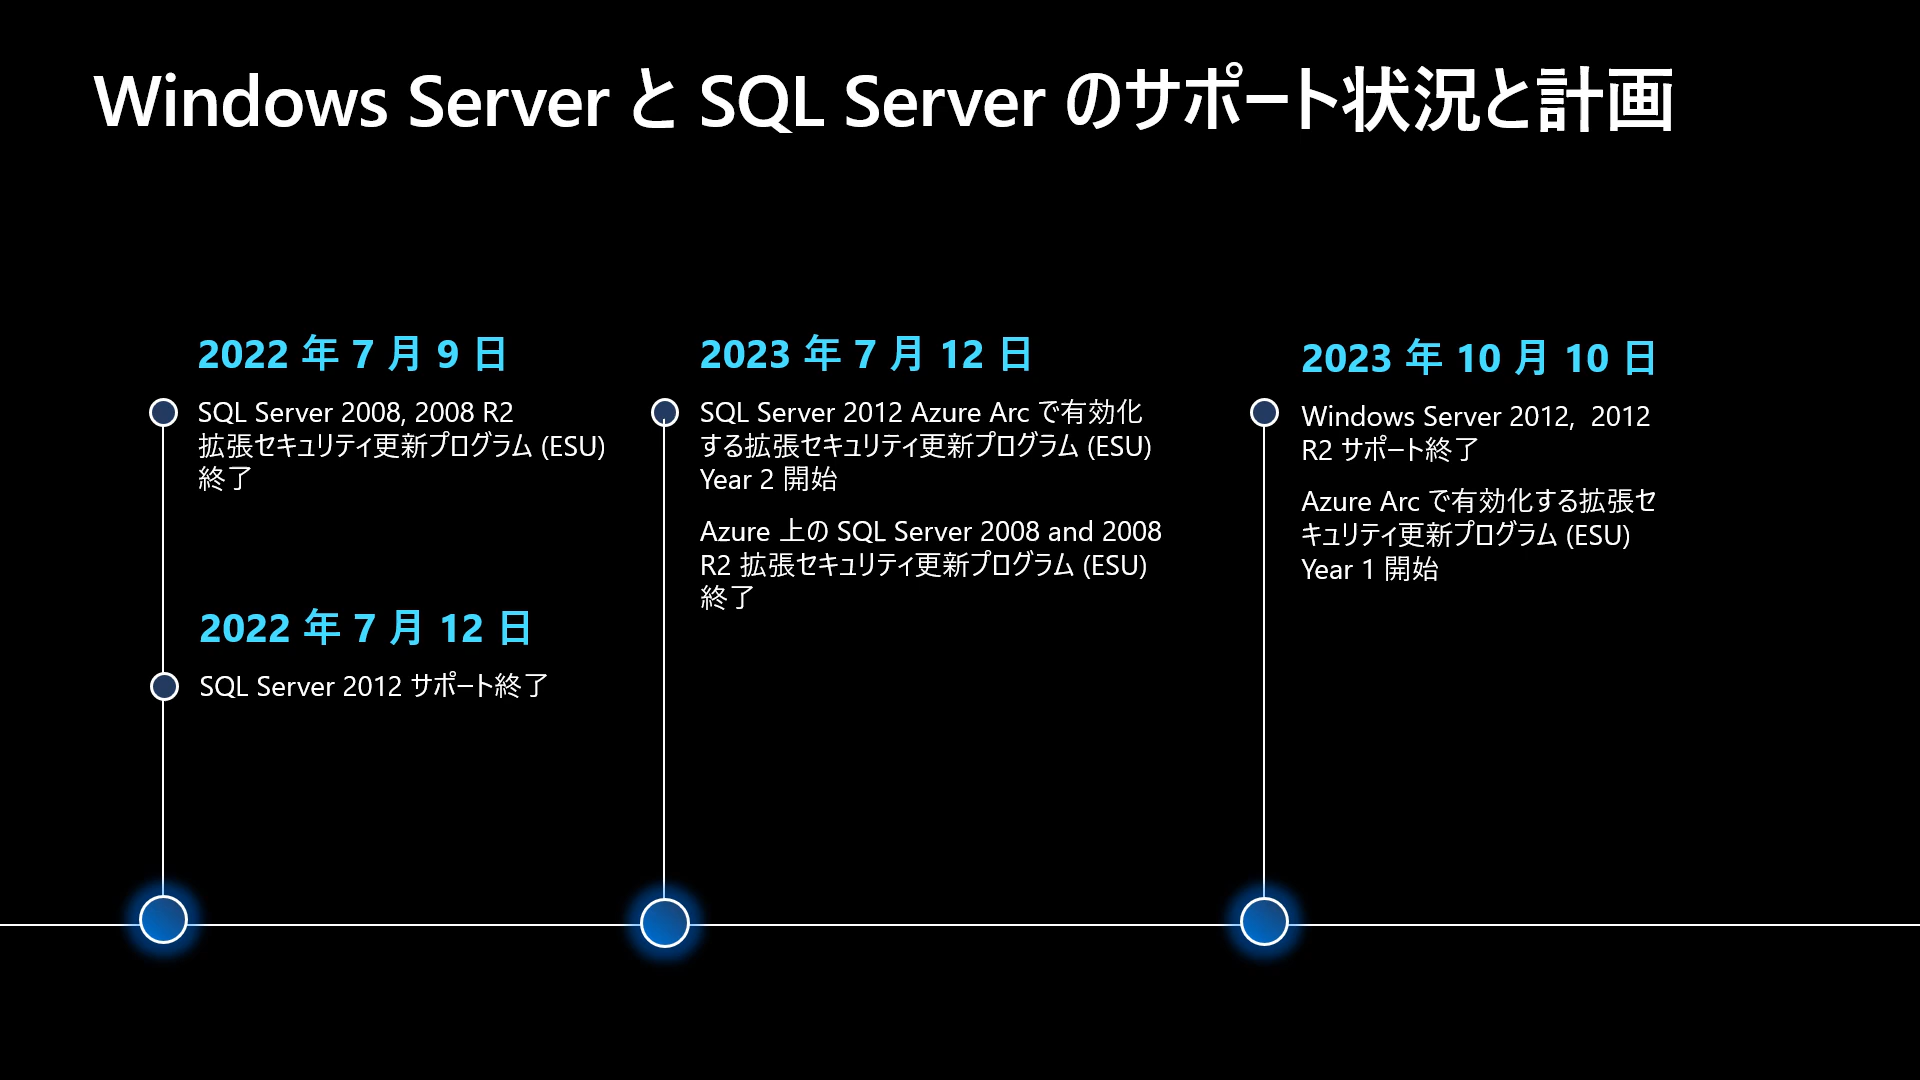 Windows Server と SQL Server のサポート状況と計画
2022 年 7 月 9 日
SQL Server 2008, 2008 R2
拡張セキュリティ更新プログラム (ESU)
終了
2022 年 7 月 12 日
SQL Server 2012 サポート終了
2023 年 7 月 12 日
SQL Server 2012 Azure Arc で有効化
する拡張セキュリティ更新プログラム (ESU)
Year 2 開始
Azure 上の SQL Server 2008 and 2008
R2 拡張セキュリティ更新プログラム (ESU)
終了
2023 年 10 月 10 日
Windows Server 2012,  2012
R2 サポート終了
Azure Arc で有効化する拡張セ
キュリティ更新プログラム (ESU)
Year 1 開始